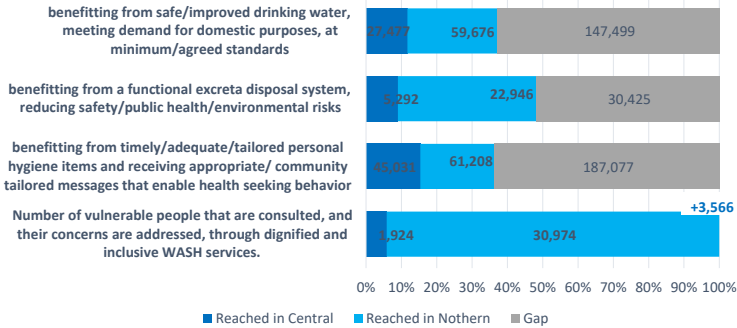 benefitting from safe/improved drinking water,
meeting demand for domestic purposes, at
minimum/agreed standards
27,477 59,676 147,499
benefitting from a functional excreta disposal system,
reducing safety/public health/environmental risks
5,292 22,946 30,425
benefitting from timely/adequate/tailored personal
hygiene items and receiving appropriate/ community
tailored messages that enable health seeking behavior
45,031 61,208 187,077
Number of vulnerable people that are consulted, and
their concerns are addressed, through dignified and
inclusive WASH services.
1,924 30,974
+3,566
0% 10% 20% 30% 40% 50% 60% 70% 80% 90% 100%
Reached in Central Reached in Nothern Gap